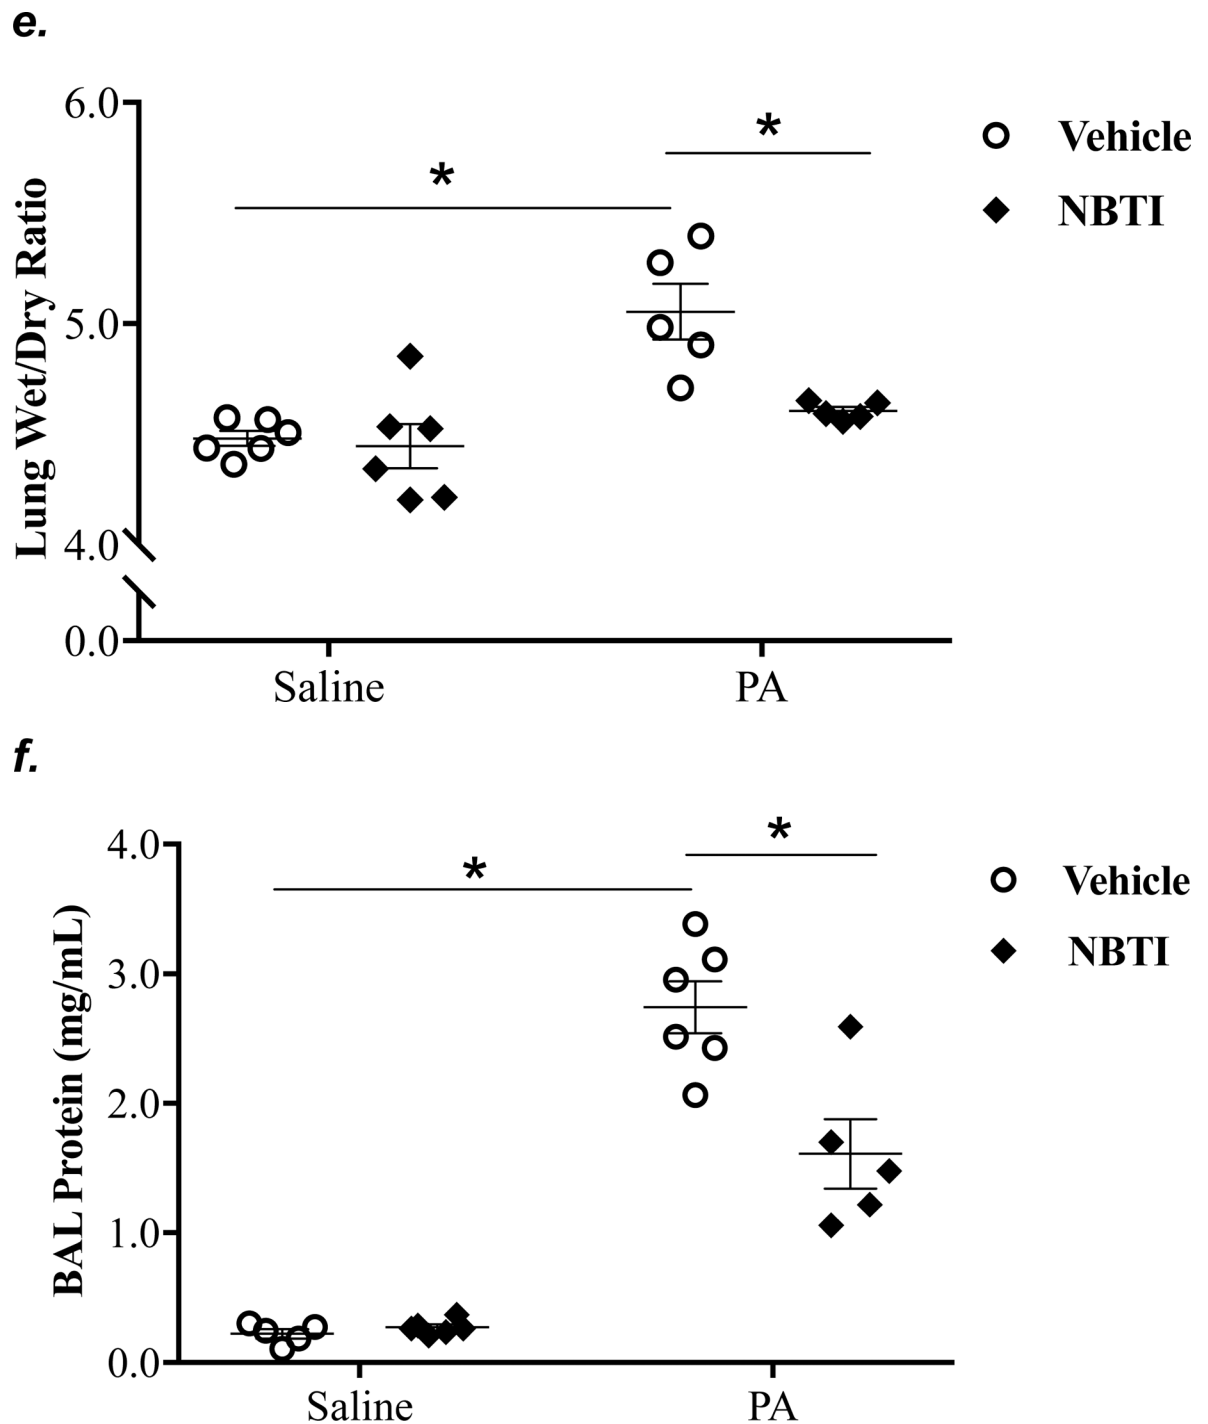 e.
6.0
*
*
Vehicle
NBTI
Lung Wet/Dry Ratio
5.0
4.0
0.0
Saline
PA
f.
4.0
*
*
Vehicle
NBTI
BAL Protein (mg/mL)
3.0
2.0
1.0
0.0
Saline
PA